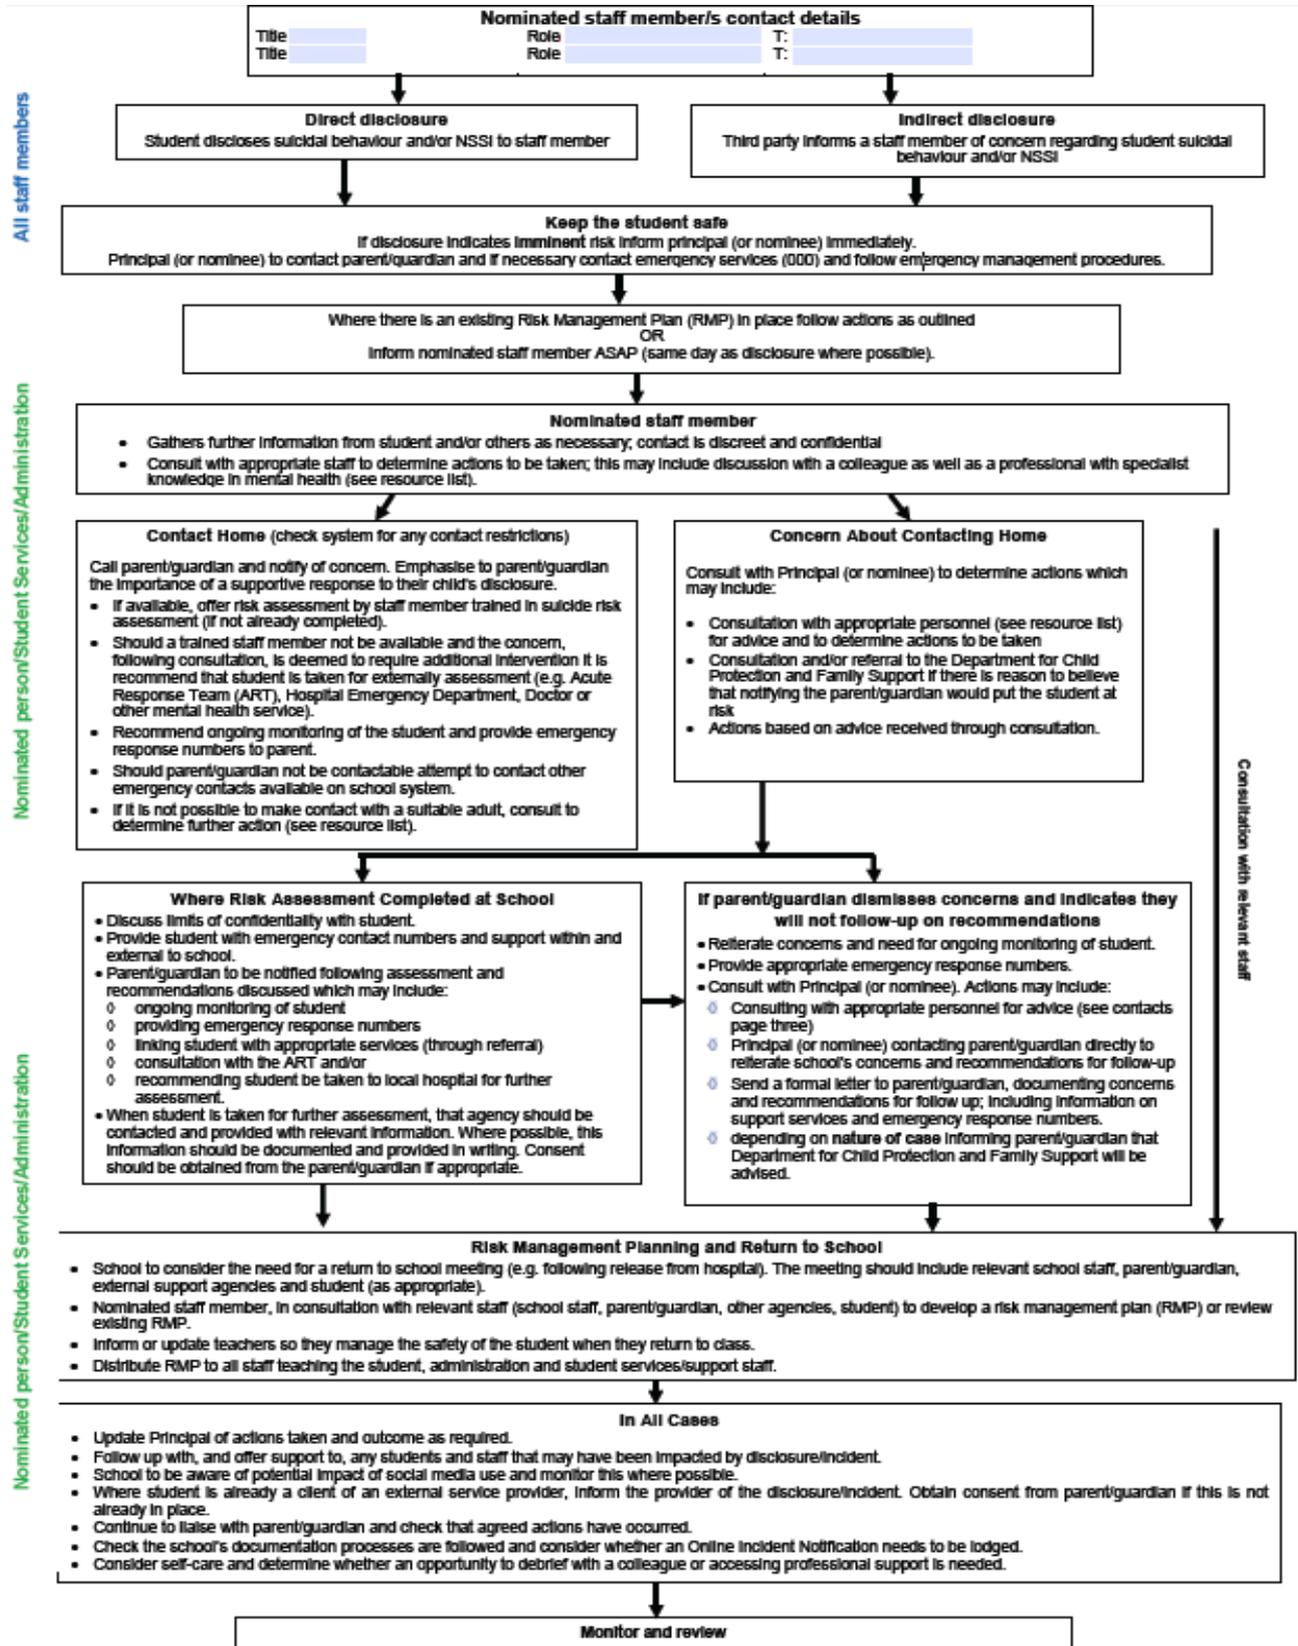 Nominated staff member/s contact details
Title Role T:
Title Role T:
All staff members
Direct disclosure
Student discloses suicidal behaviour and/or NSSI to staff member
Indirect disclosure
Third party informs a staff member of concern regarding student suicidal
behaviour and/or NSSI
Keep the student safe
If disclosure indicates imminent risk inform principal (or nominee) immediately.
Principal (or nominee) to contact parent/guardian and if necessary contact emergency services (000) and follow emergency management procedures.
Where there is an existing Risk Management Plan (RMP) in place follow actions as outlined
OR
Inform nominated staff member ASAP (same day as disclosure where possible).
Nominated person/Student Services/Administration
Nominated staff member
• Gathers further information from student and/or others as necessary; contact is discreet and confidential
• Consult with appropriate staff to determine actions to be taken; this may include discussion with a colleague as well as a professional with specialist
knowledge in mental health (see resource list).
Contact Home (check system for any contact restrictions)
Call parent/guardian and notify of concern. Emphasise to parent/guardian
the importance of a supportive response to their child's disclosure.
• If available, offer risk assessment by staff member trained in suicide risk
assessment (if not already completed).
• Should a trained staff member not be available and the concern,
following consultation, is deemed to require additional intervention it is
recommend that student is taken for externally assessment (e.g. Acute
Response Team (ART), Hospital Emergency Department, Doctor or
other mental health service).
• Recommend ongoing monitoring of the student and provide emergency
response numbers to parent.
• Should parent/guardian not be contactable attempt to contact other
emergency contacts available on school system.
• If it is not possible to make contact with a suitable adult, consult to
determine further action (see resource list).
Concern About Contacting Home
Consult with Principal (or nominee) to determine actions which
may include:
• Consultation with appropriate personnel (see resource list)
for advice and to determine actions to be taken
• Consultation and/or referral to the Department for Child
Protection and Family Support if there is reason to believe
that notifying the parent/guardian would put the student at
risk
• Actions based on advice received through consultation.
Consultation with relevant staff
Nominated person/Student Services/Administration
Where Risk Assessment Completed at School
• Discuss limits of confidentiality with student.
• Provide student with emergency contact numbers and support within and
external to school.
• Parent/guardian to be notified following assessment and
recommendations discussed which may include:
◊ ongoing monitoring of student
◊ providing emergency response numbers
◊ linking student with appropriate services (through referral)
◊ consultation with the ART and/or
◊ recommending student be taken to local hospital for further
assessment.
• When student is taken for further assessment, that agency should be
contacted and provided with relevant information. Where possible, this
information should be documented and provided in writing. Consent
should be obtained from the parent/guardian if appropriate.
If parent/guardian dismisses concerns and indicates they
will not follow-up on recommendations
• Reiterate concerns and need for ongoing monitoring of student.
• Provide appropriate emergency response numbers.
• Consult with Principal (or nominee). Actions may include:
◊ Consulting with appropriate personnel for advice (see contacts
page three)
◊ Principal (or nominee) contacting parent/guardian directly to
reiterate school's concerns and recommendations for follow-up
◊ Send a formal letter to parent/guardian, documenting concerns
and recommendations for follow up; including information on
support services and emergency response numbers.
◊ depending on nature of case informing parent/guardian that
Department for Child Protection and Family Support will be
advised.
Risk Management Planning and Return to School
• School to consider the need for a return to school meeting (e.g. following release from hospital). The meeting should include relevant school staff, parent/guardian,
external support agencies and student (as appropriate).
• Nominated staff member, in consultation with relevant staff (school staff, parent/guardian, other agencies, student) to develop a risk management plan (RMP) or review
existing RMP.
• Inform or update teachers so they manage the safety of the student when they return to class.
• Distribute RMP to all staff teaching the student, administration and student services/support staff.
In All Cases
• Update Principal of actions taken and outcome as required.
• Follow up with, and offer support to, any students and staff that may have been impacted by disclosure/incident.
• School to be aware of potential impact of social media use and monitor this where possible.
• Where student is already a client of an external service provider, inform the provider of the disclosure/incident. Obtain consent from parent/guardian if this is not
already in place.
• Continue to liaise with parent/guardian and check that agreed actions have occurred.
• Check the school's documentation processes are followed and consider whether an Online Incident Notification needs to be lodged.
• Consider self-care and determine whether an opportunity to debrief with a colleague or accessing professional support is needed.
Monitor and review